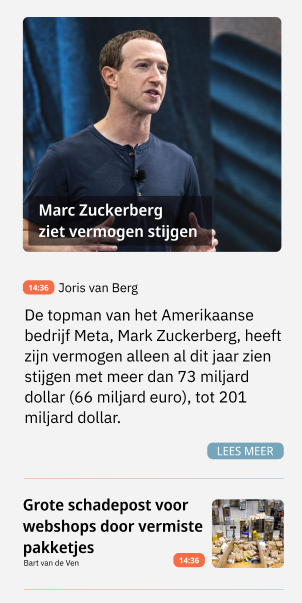 Marc Zuckerberg
ziet vermogen stijgen
14:36 Joris van Berg
De topman van het Amerikaanse
bedrijf Meta, Mark Zuckerberg, heeft
zijn vermogen alleen al dit jaar zien
stijgen met meer dan 73 miljard
dollar (66 miljard euro), tot 201
miljard dollar.
LEES MEER
Grote schadepost voor
webshops door vermiste
pakketjes
Bart van de Ven
14:36